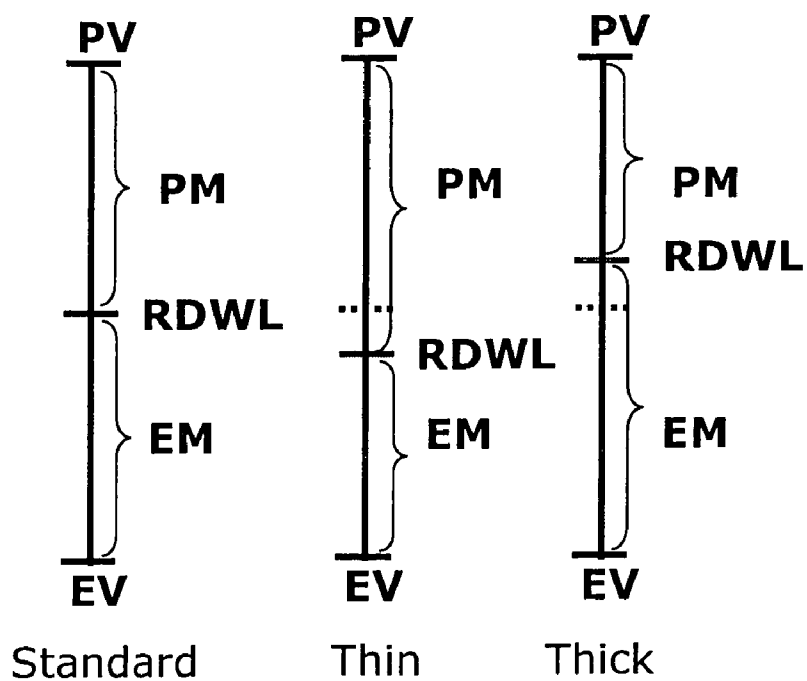 PV
PM
RDWL
EM
EV
Standard
PV
PM
RDWL
EM
EV
Thin
PV
PM
RDWL
EM
EV
Thick